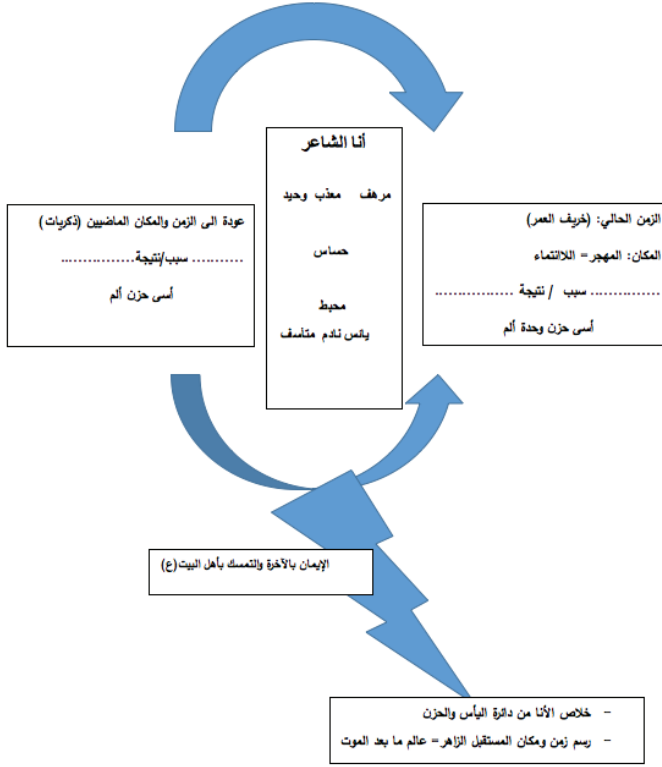 أنا الشاعر
مرهف معذب وحيد
حساس
محبط
يائس نادم متأسف
الزمن الحالي: (خريف العمر)
المكان: المهجر= اللاانتماء
............... سبب / نتيجة ................
أسى حزن وحدة ألم
عودة الى الزمن والمكان الماضيين (ذكريات)
........... سبب/نتيجة...............
أسى حزن ألم
الإيمان بالآخرة والتمسك بأهل البيت(ع)
- خلاص الأنا من دائرة اليأس والحزن
- رسم زمن ومكان المستقبل الزاهر= عالم ما بعد الموت